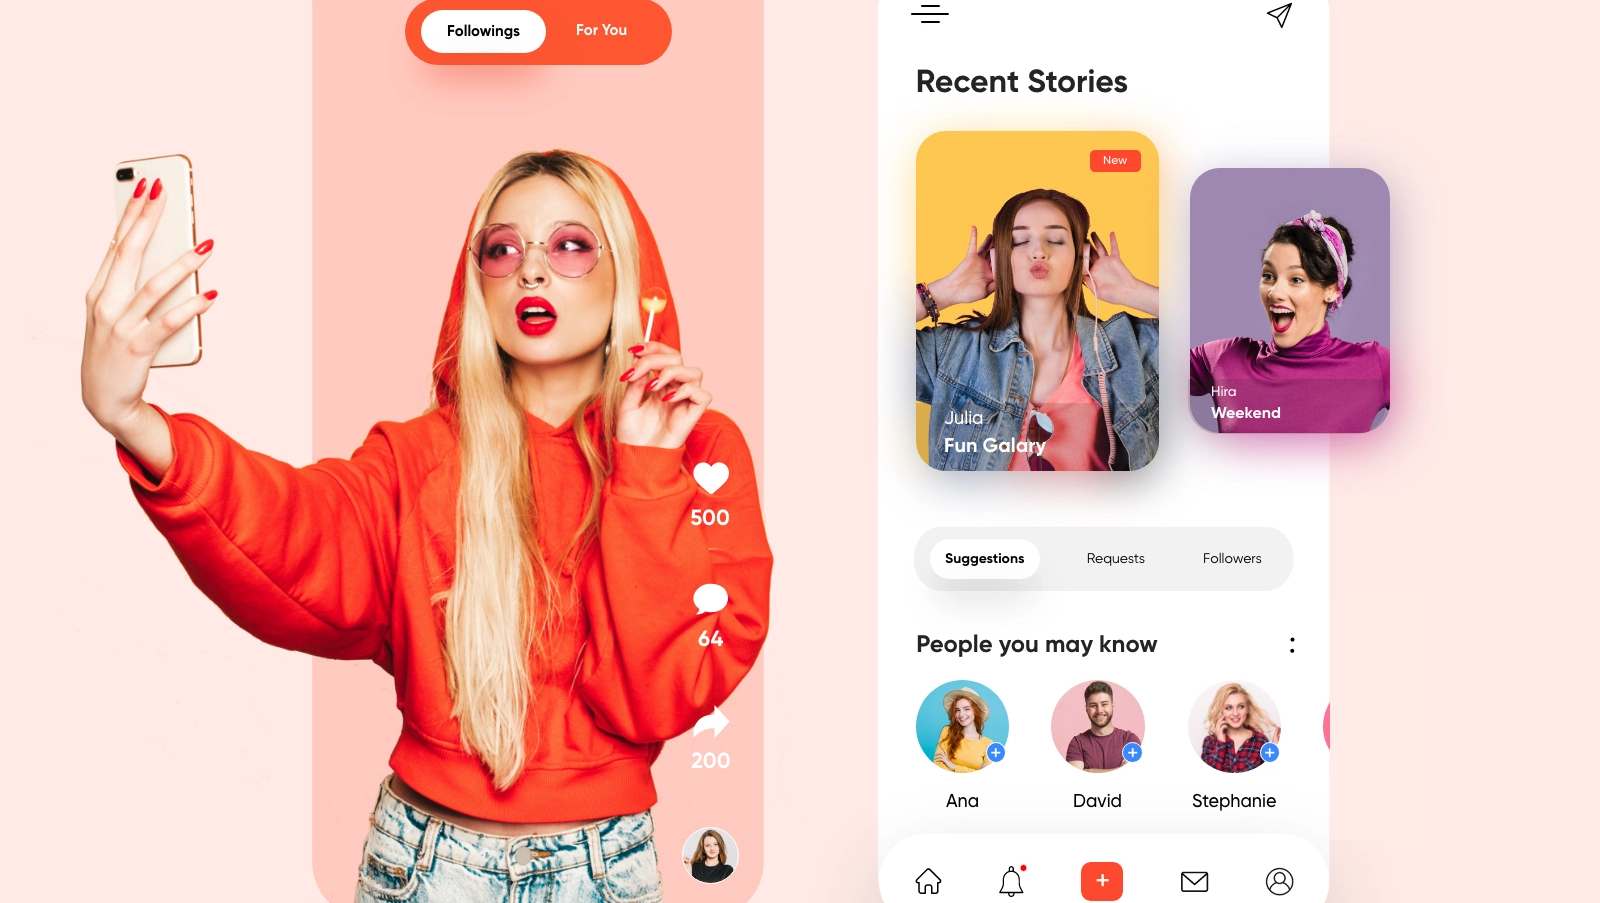 Followings
For You
500
64
200
Recent Stories
New
Julia
Fun Galary
Hira
Weekend
Suggestions
Requests
Followers
People you may know
Ana
David
Stephanie